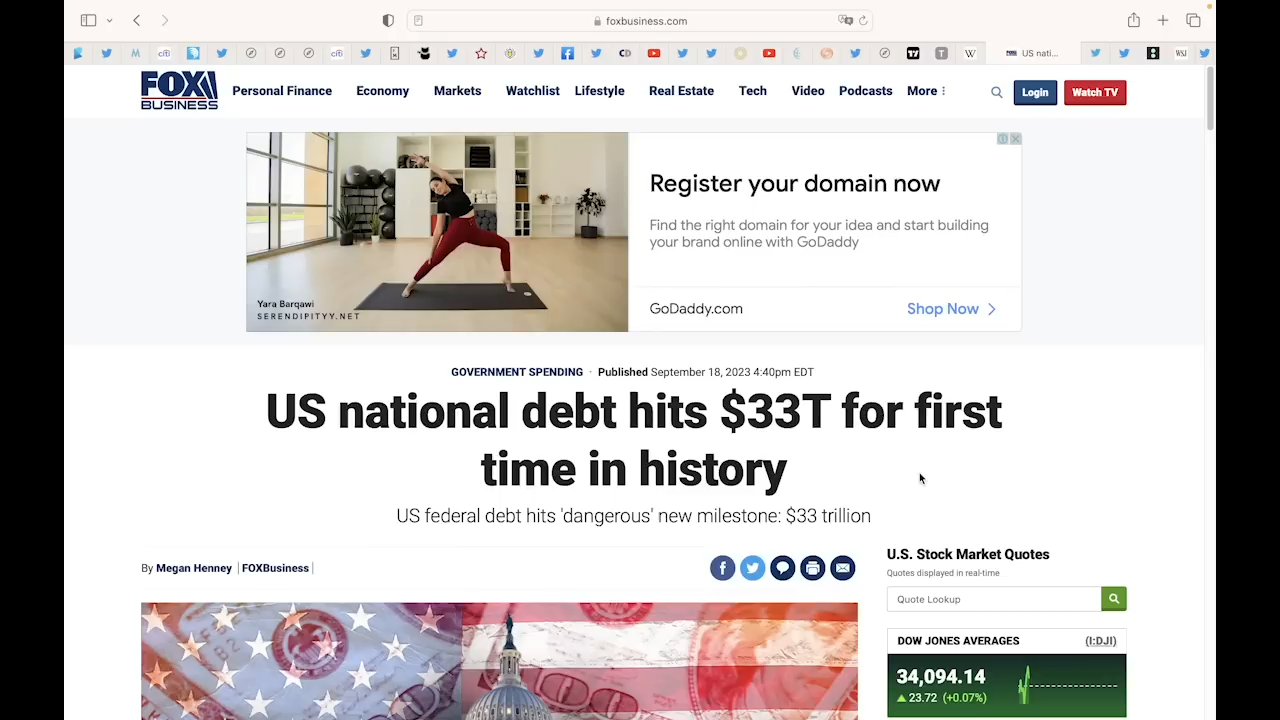 foxbusiness.com
US nati...
FOX
BUSINESS
Personal Finance Economy Markets Watchlist Lifestyle Real Estate Tech Video Podcasts More
Login
Watch TV
Register your domain now
Find the right domain for your idea and start building
your brand online with GoDaddy
Yara Barqawi
SERENDIPITYY.NET
GoDaddy.com
Shop Now
GOVERNMENT SPENDING · Published September 18, 2023 4:40pm EDT
US national debt hits $33T for first
time in history
US federal debt hits 'dangerous' new milestone: $33 trillion
By Megan Henney | FOXBusiness |
U.S. Stock Market Quotes
Quotes displayed in real-time
Quote Lookup
DOW JONES AVERAGES (I:DJI)
34,094.14
23.72 (+0.07%)